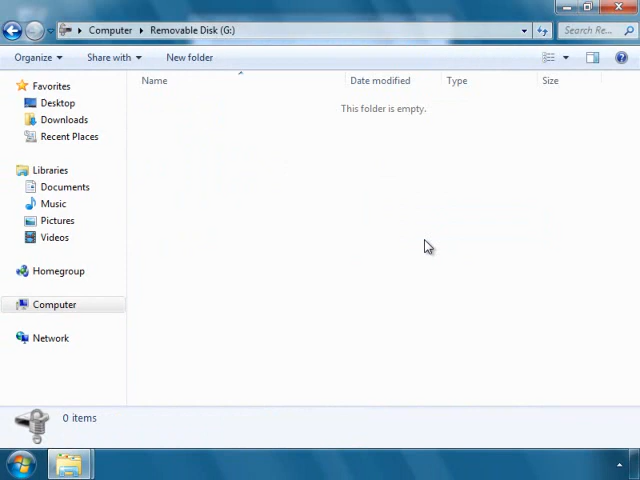 Computer Removable Disk (G:) Search Re...
Organize Share with New folder
Name Date modified Type Size
This folder is empty.
Favorites
Desktop
Downloads
Recent Places
Libraries
Documents
Music
Pictures
Videos
Homegroup
Computer
Network
0 items